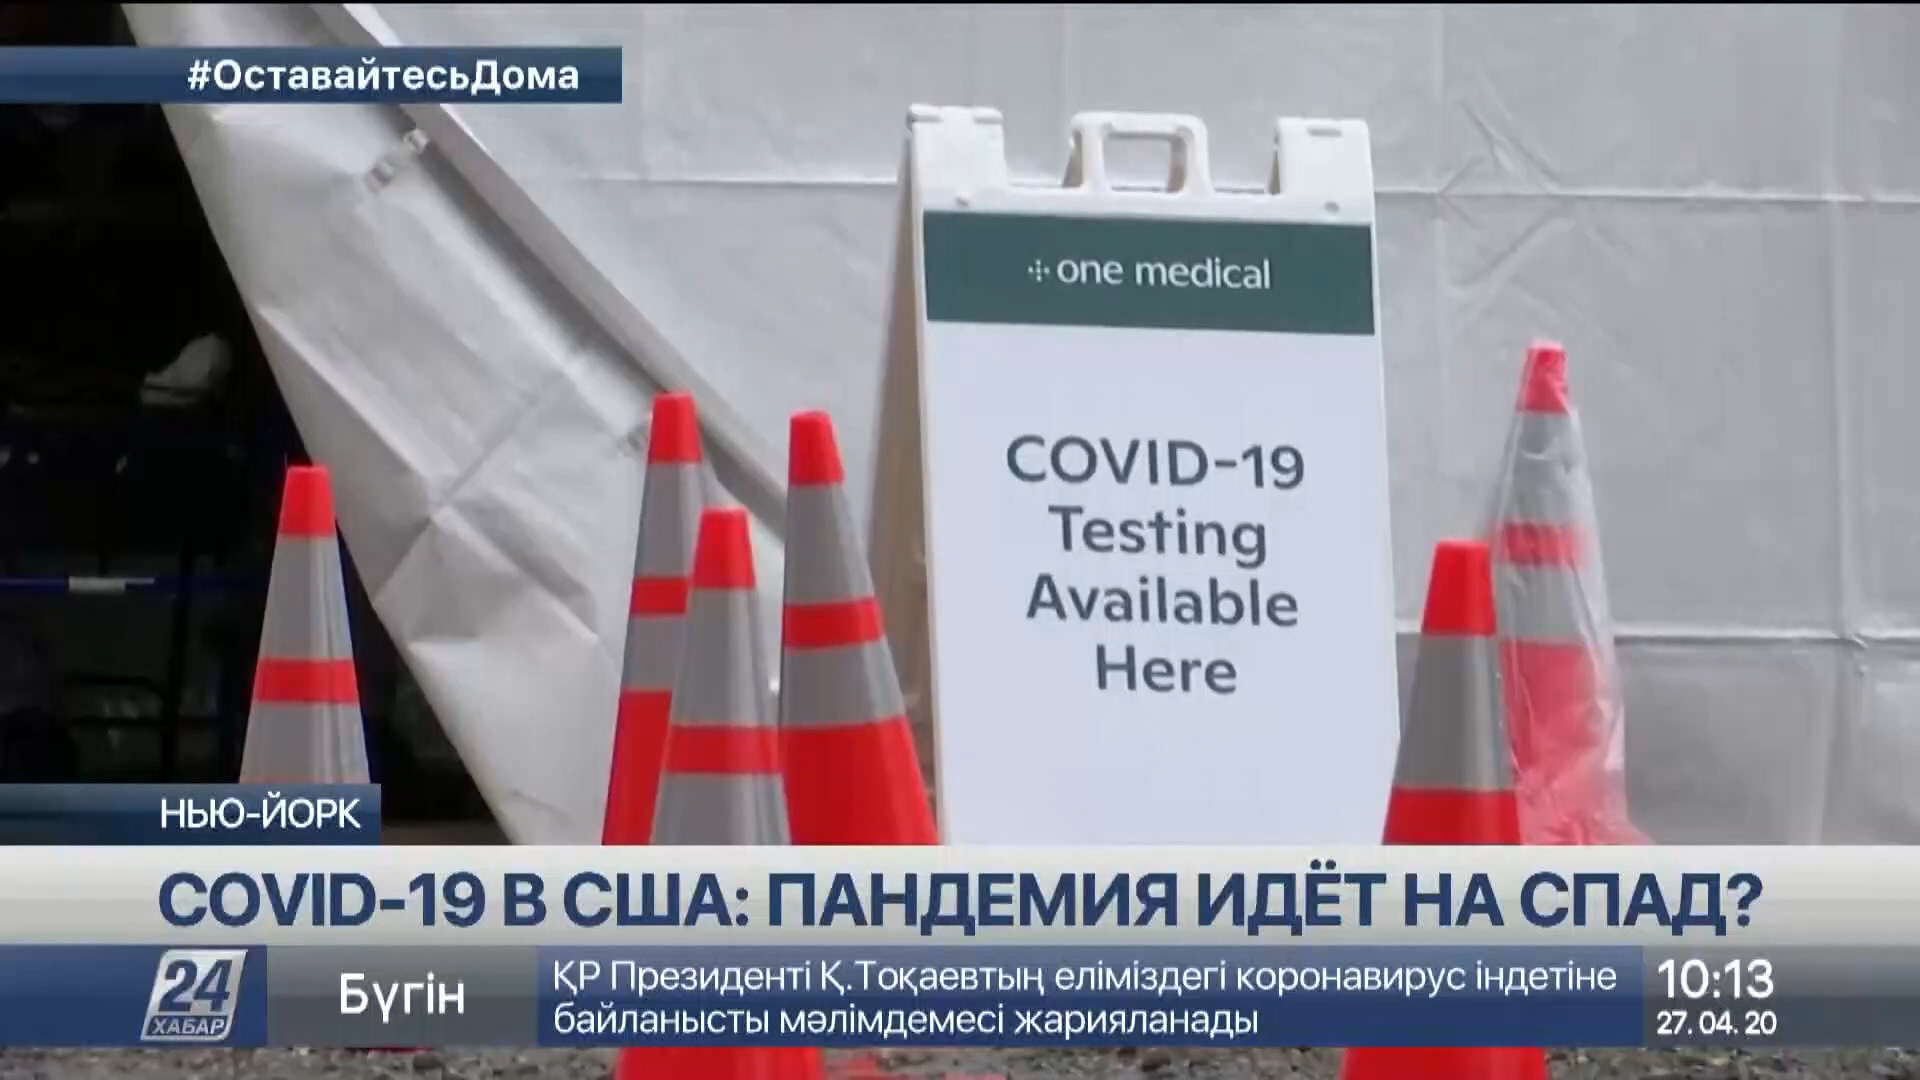 #ОставайтесьДома
one medical
COVID-19
Testing
Available
Here
НЬЮ-ЙОРК
COVID-19 В США: ПАНДЕМИЯ ИДЁТ НА СПАД?
24
ХАБАР
Бүгін
ҚР Президенті Қ.Тоқаевтың еліміздегі коронавирус індетіне
байланысты мәлімдемесі жарияланады
10:13
27. 04. 20